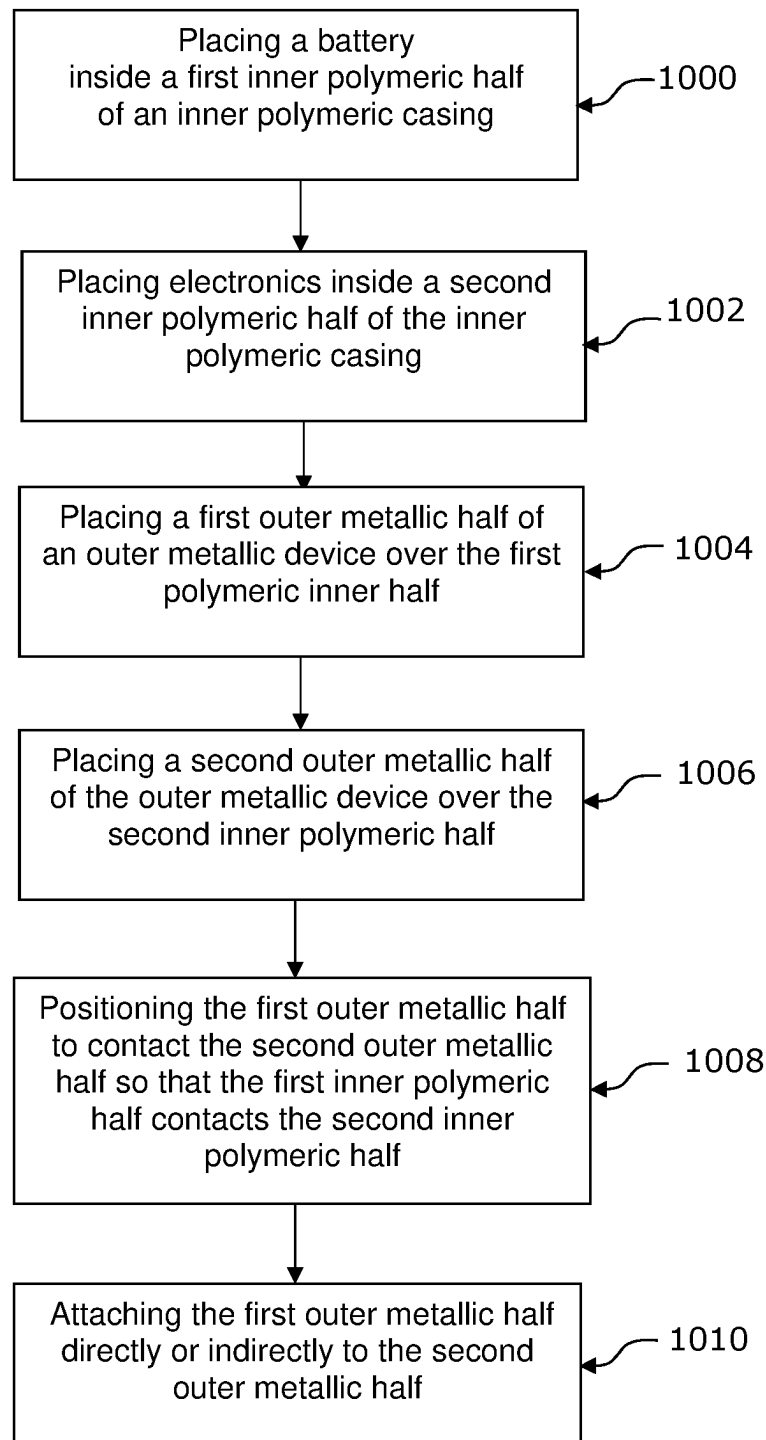 Placing a battery
inside a first inner polymeric half
of an inner polymeric casing
1000
Placing electronics inside a second
inner polymeric half of the inner
polymeric casing
1002
Placing a first outer metallic half of
an outer metallic device over the first
polymeric inner half
1004
Placing a second outer metallic half
of the outer metallic device over the
second inner polymeric half
1006
Positioning the first outer metallic half
to contact the second outer metallic
half so that the first inner polymeric
half contacts the second inner
polymeric half
1008
Attaching the first outer metallic half
directly or indirectly to the second
outer metallic half
1010